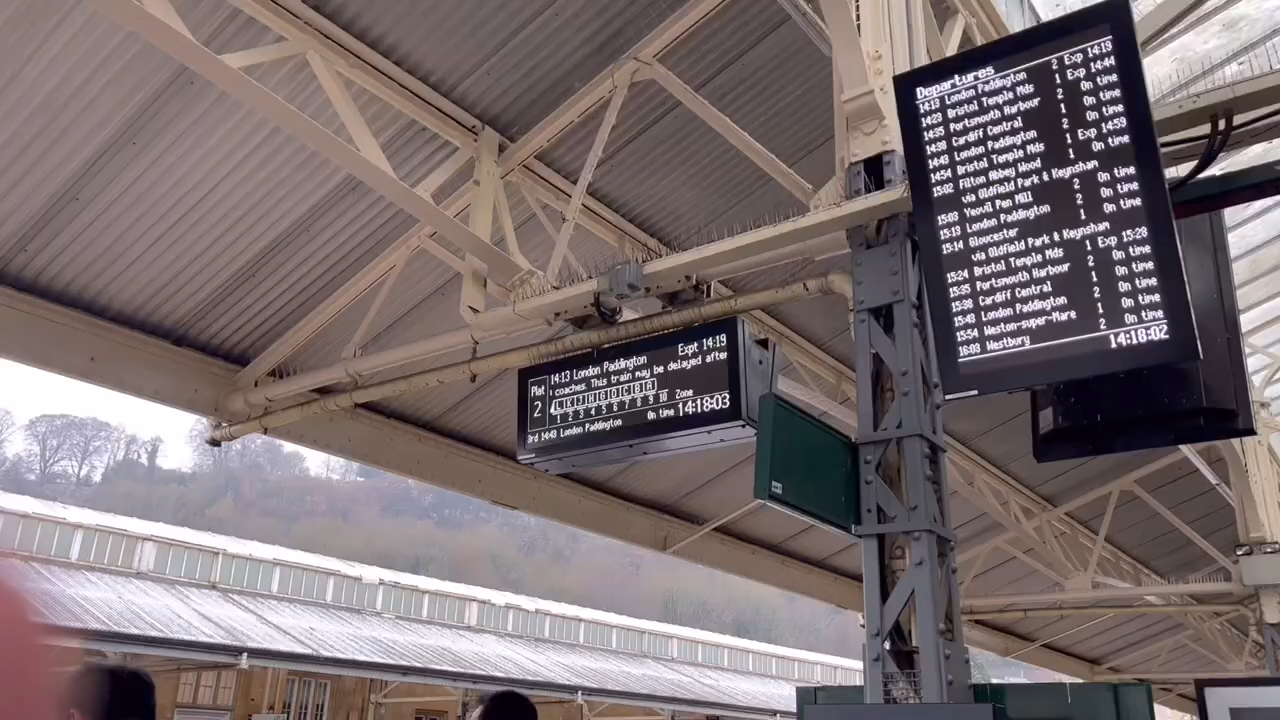 Departures
14:13 London Paddington 2 Exp 14:19
14:23 Bristol Temple Mds 1 Exp 14:44
14:35 Portsmouth Harbour 2 On time
14:38 Cardiff Central 1 On time
14:43 London Paddington 2 On time
14:54 Bristol Temple Mds 1 Exp 14:59
15:02 Filton Abbey Wood 1 On time
via Oldfield Park & Keynsham
15:03 Yeovil Pen Mill 2 On time
15:13 London Paddington 2 On time
15:14 Gloucester 1 On time
via Oldfield Park & Keynsham
15:24 Bristol Temple Mds 1 Exp 15:28
15:35 Portsmouth Harbour 2 On time
15:38 Cardiff Central 1 On time
15:43 London Paddington 2 On time
15:54 Weston-super-Mare 1 On time
16:03 Westbury 2 On time
14:18:02
Plat 2
14:13 London Paddington Expt 14:19
coaches. This train may be delayed after
L K J H G D C B A
1 2 3 4 5 6 7 8 9 10 Zone
3rd 14:43 London Paddington On time 14:18:03